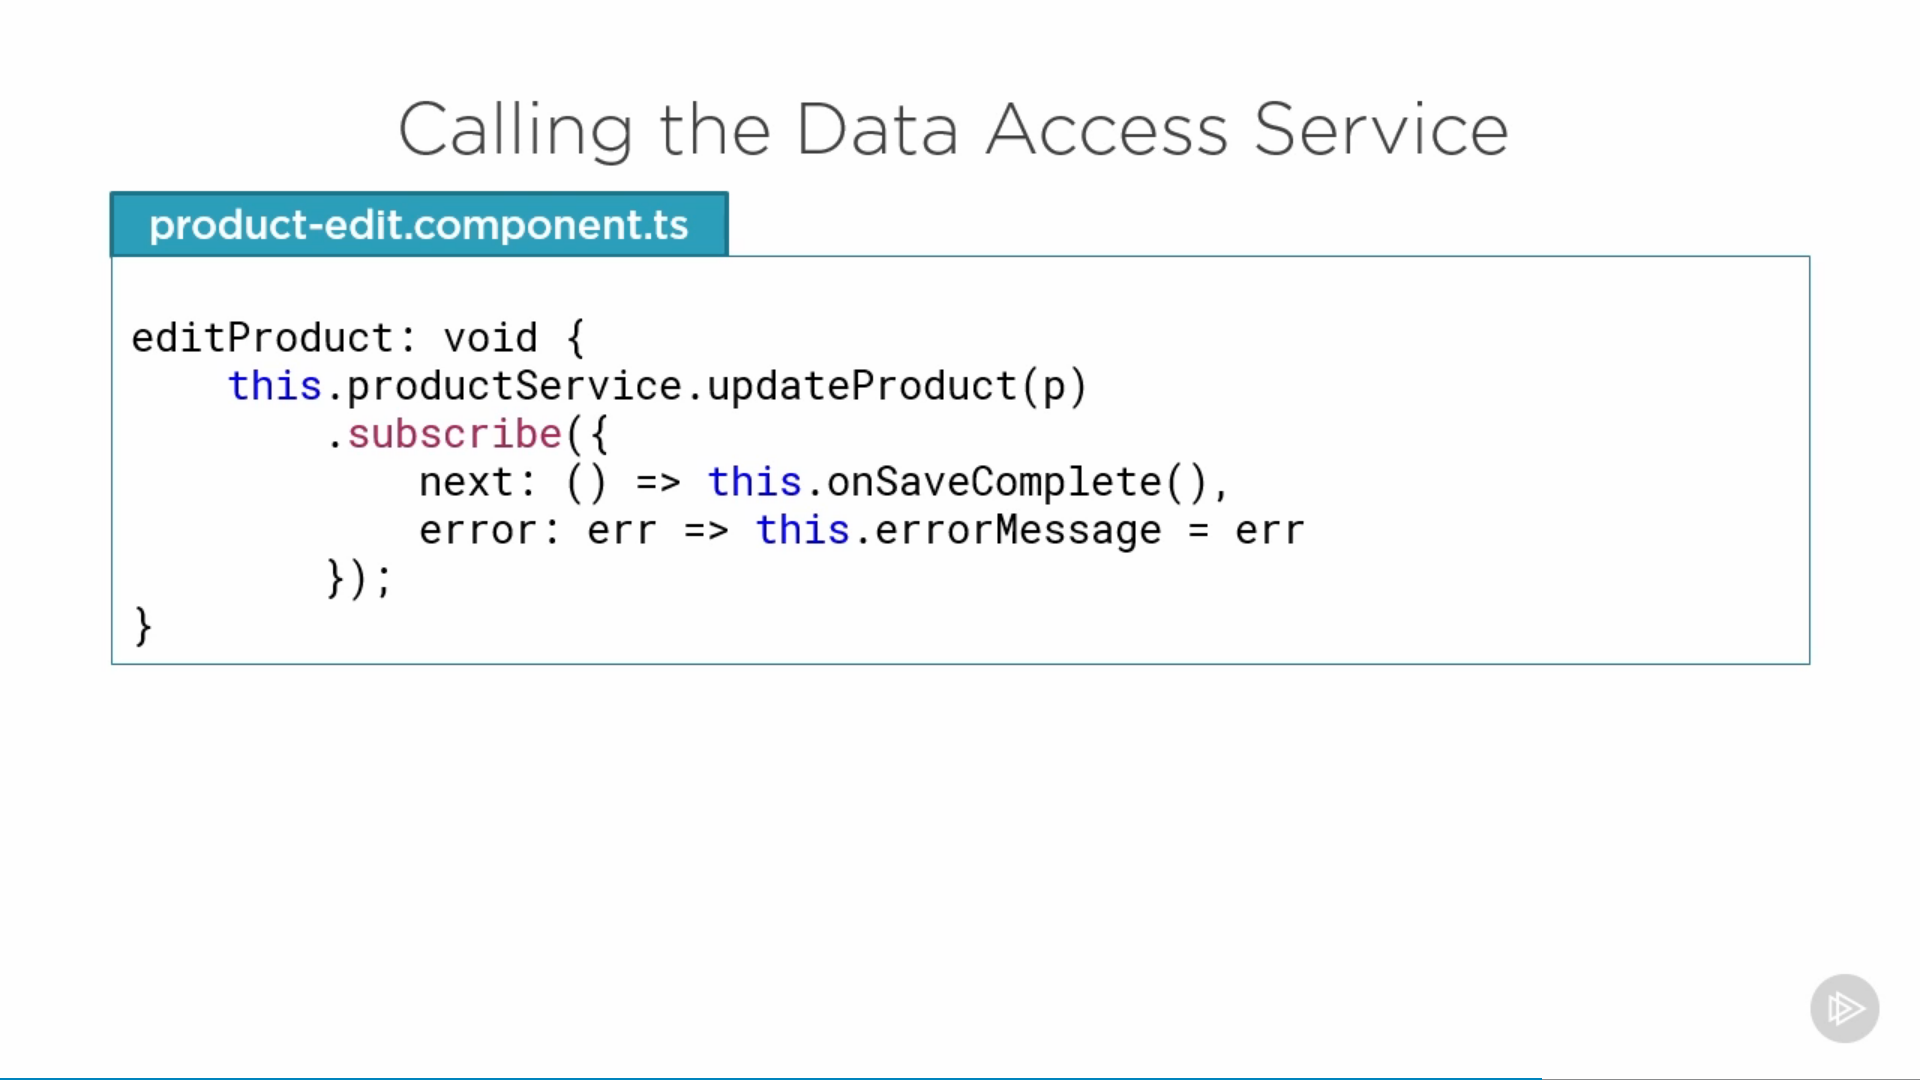 Calling the Data Access Service
product-edit.component.ts
editProduct: void {
    this.productService.updateProduct(p)
        .subscribe({
            next: () => this.onSaveComplete(),
            error: err => this.errorMessage = err
        });
}